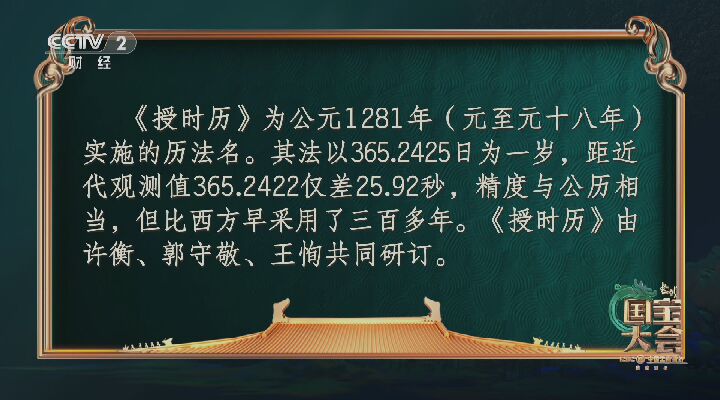 CCTV 2
财经
《授时历》为公元1281年（元至元十八年）
实施的历法名。其法以365.2425日为一岁，距近
代观测值365.2422仅差25.92秒，精度与公历相
当，但比西方早采用了三百多年。《授时历》由
许衡、郭守敬、王恂共同研订。
国宝
大会